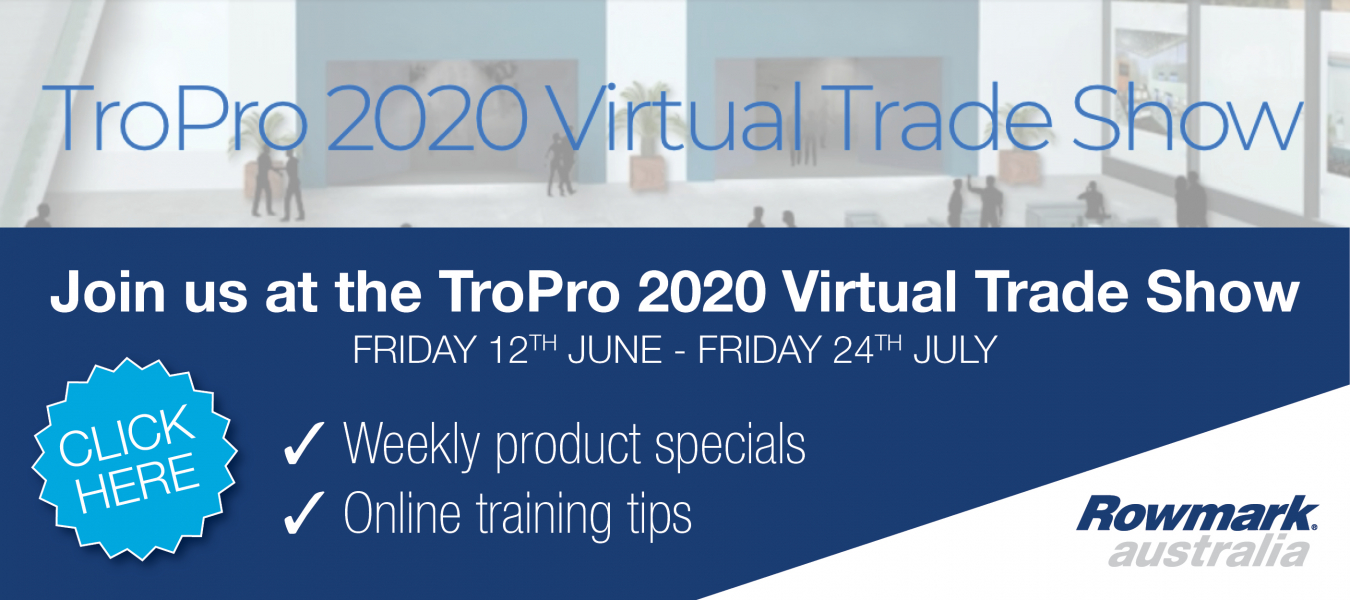 TroPro 2020 Virtual Trade Show
Join us at the TroPro 2020 Virtual Trade Show
FRIDAY 12TH JUNE - FRIDAY 24TH JULY
CLICK
HERE
✓ Weekly product specials
✓ Online training tips
Rowmark®
australia